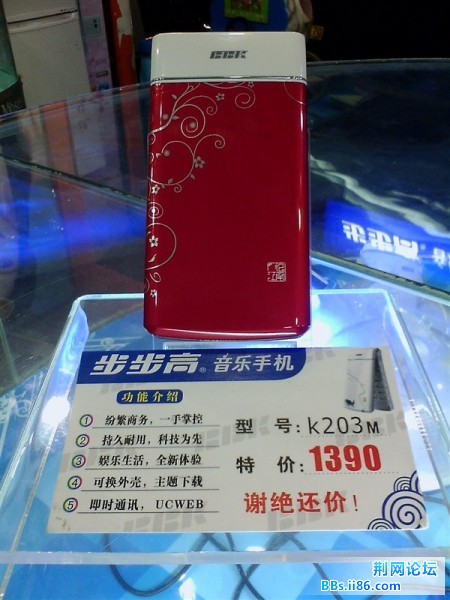 BBK
步步高
步步高® 音乐手机
功能介绍
① 纷繁商务，一手掌控
② 持久耐用，科技为先
③ 娱乐生活，全新体验
④ 可换外壳，主题下载
⑤ 即时通讯，UCWEB
型 号：k203M
特 价：1390
谢绝还价！
荆网论坛
BBs.ii86.com